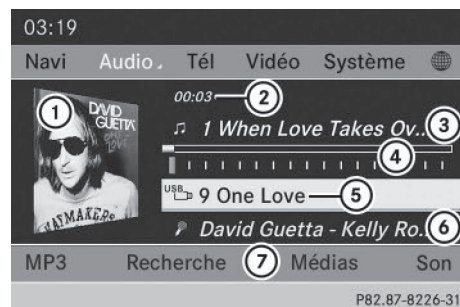 03:19
Navi Audio Tél Vidéo Système
1 DAVID GUETTA
00:03 2
1 When Love Takes Ov.. 3
4
USB 9 One Love 5
David Guetta - Kelly Ro.. 6
MP3 Recherche 7 Médias Son
P82.87-8226-31